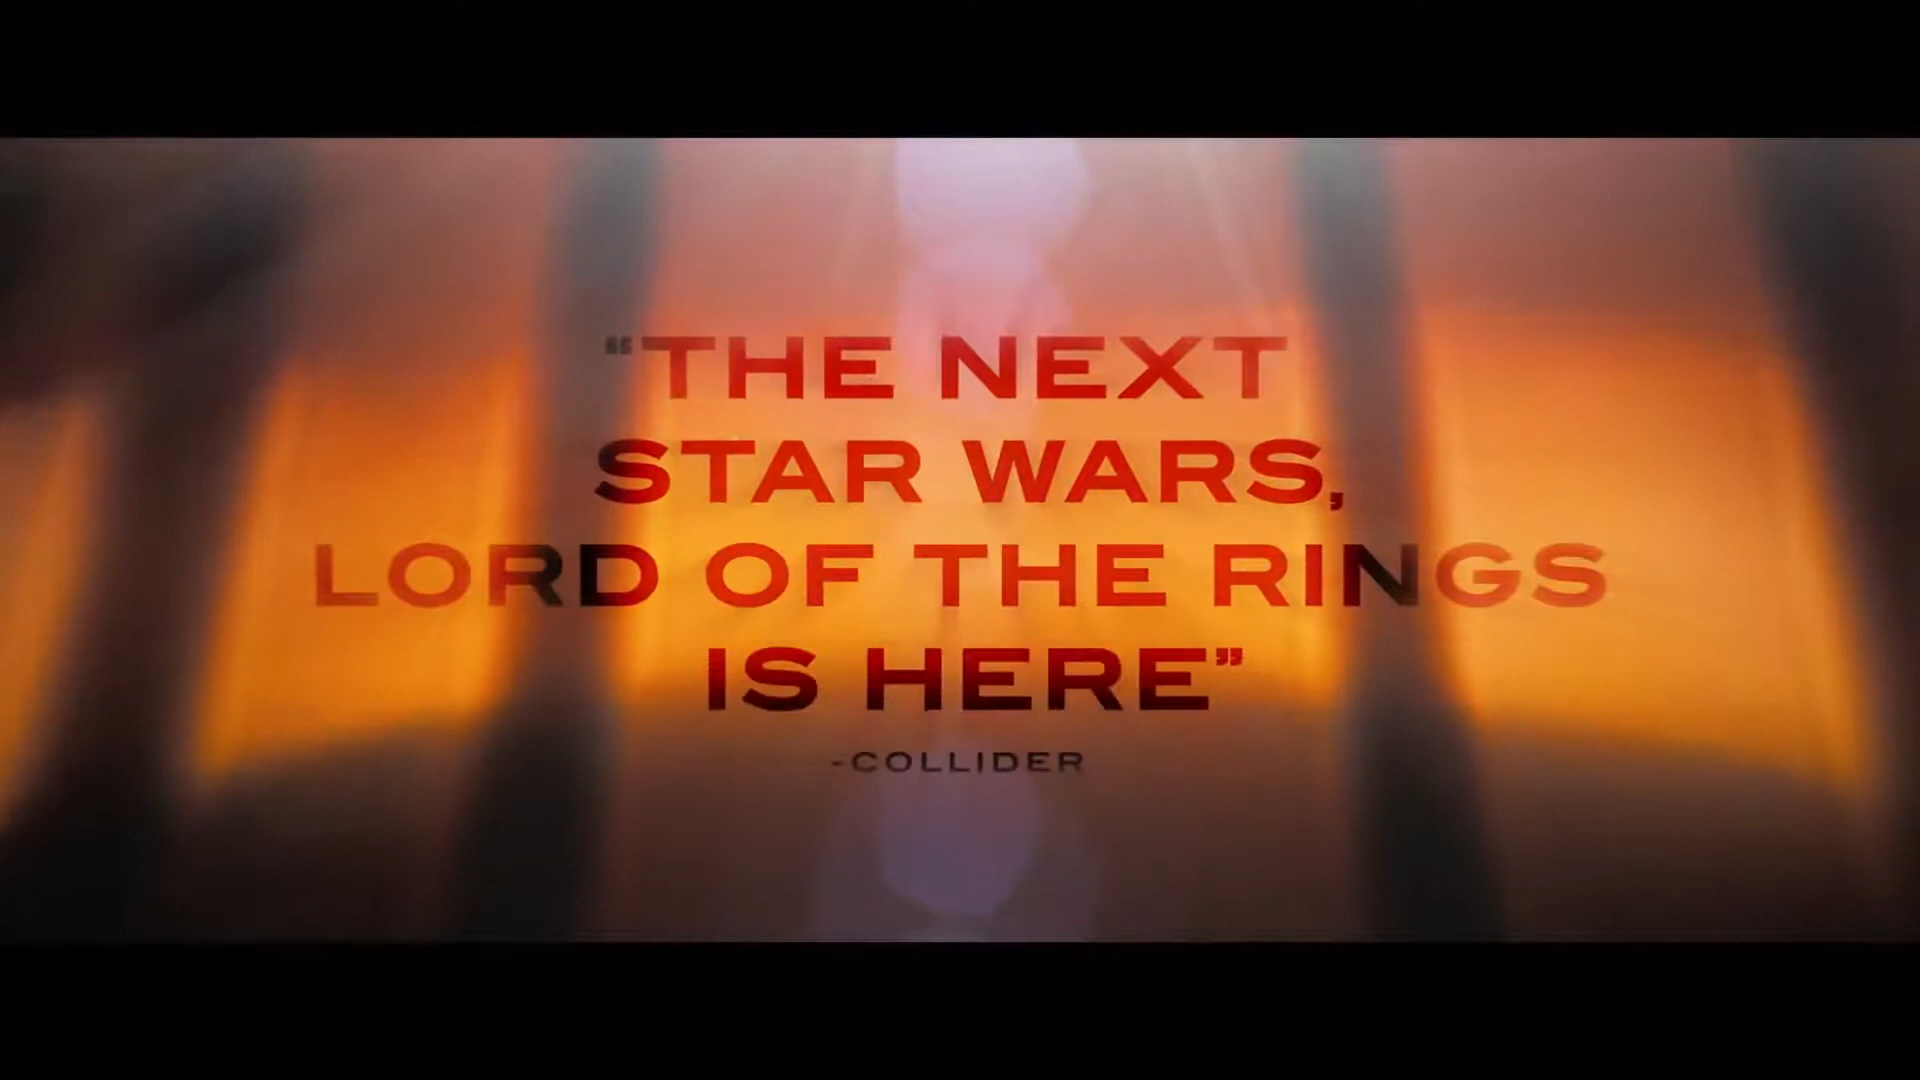 “THE NEXT
STAR WARS,
LORD OF THE RINGS
IS HERE”
-COLLIDER